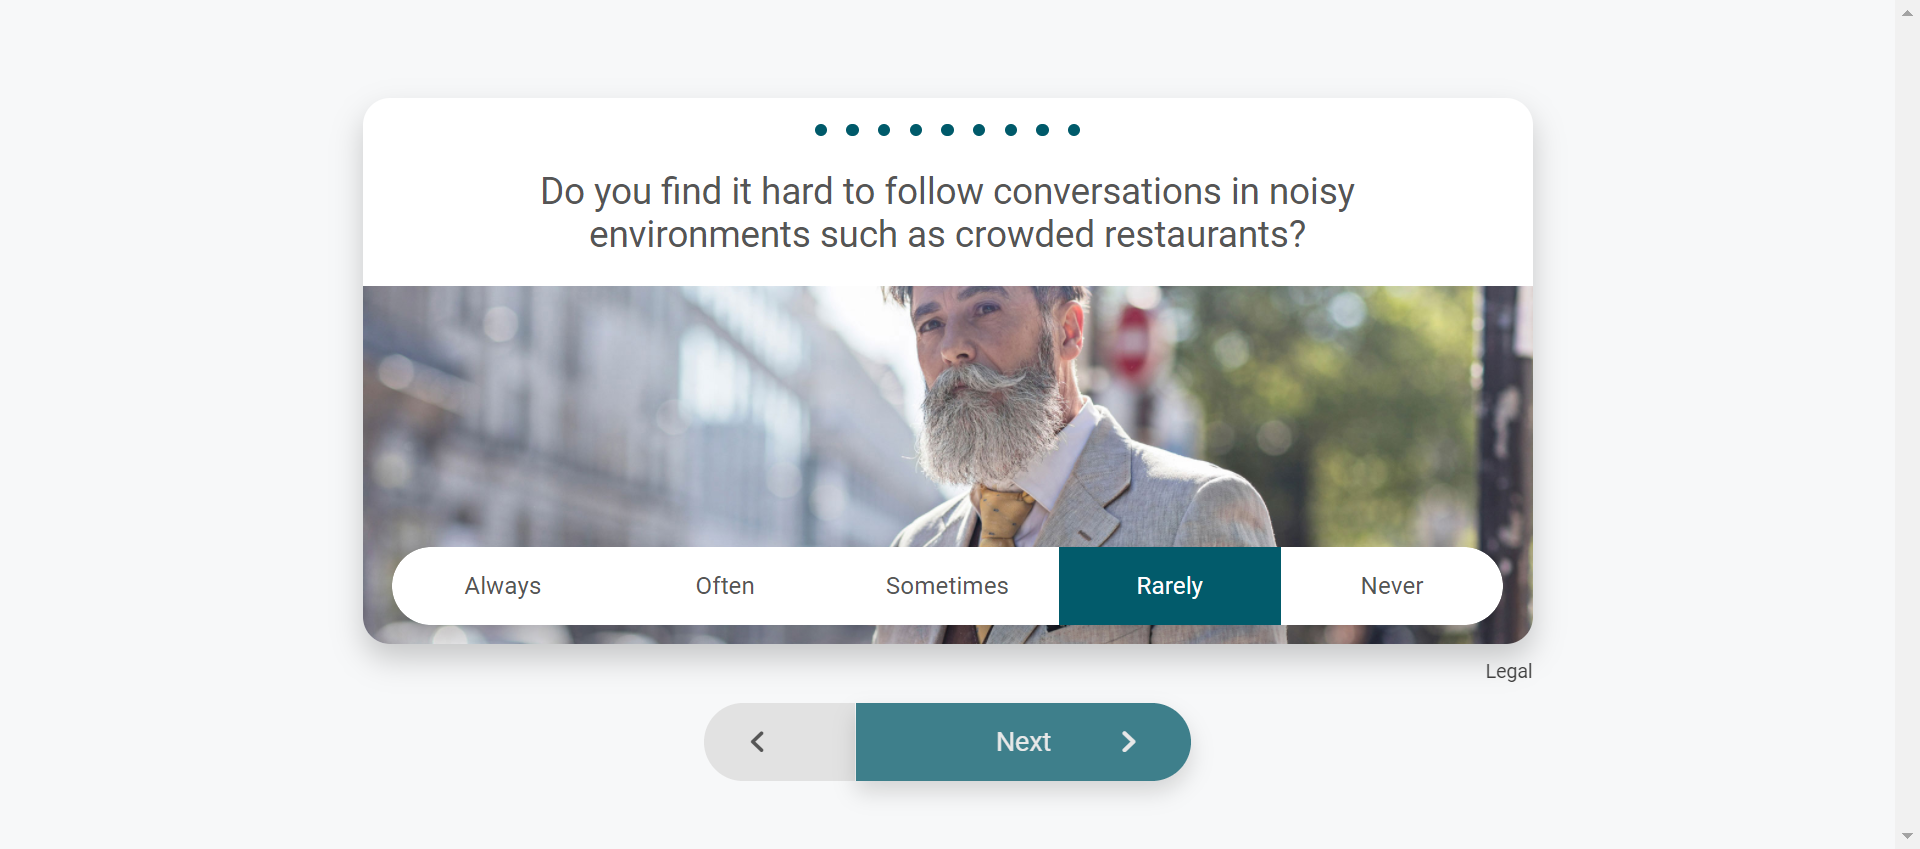 Do you find it hard to follow conversations in noisy
environments such as crowded restaurants?
Always
Often
Sometimes
Rarely
Never
Legal
Next